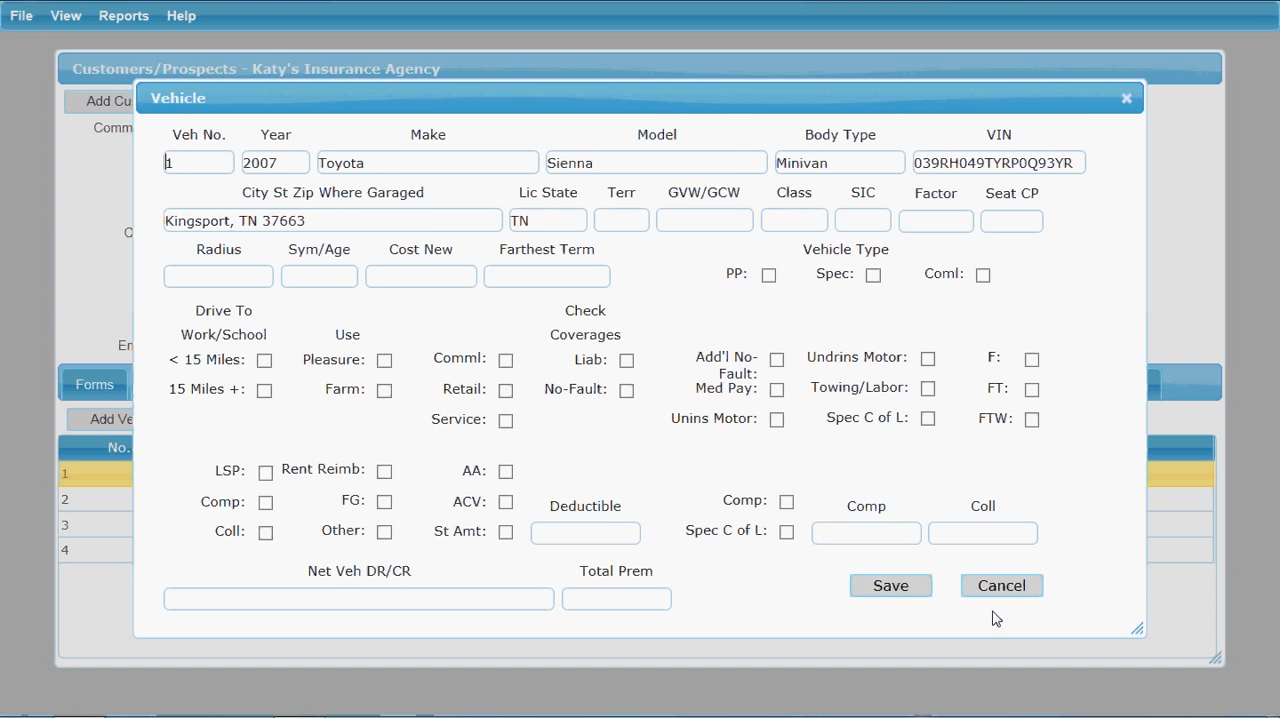 File View Reports Help
Customers/Prospects - Katy's Insurance Agency
Add Cu
Comm
Vehicle
Veh No. Year Make Model Body Type VIN
1 2007 Toyota Sienna Minivan 039RH049TYRP0Q93YR
City St Zip Where Garaged Lic State Terr GVW/GCW Class SIC Factor Seat CP
Kingsport, TN 37663 TN
Radius Sym/Age Cost New Farthest Term Vehicle Type
PP: Spec: Coml:
Drive To Check
Work/School Use Coverages
< 15 Miles: Pleasure: Comml: Liab: Add'l No- Undrins Motor: F:
Fault:
15 Miles +: Farm: Retail: No-Fault: Med Pay: Towing/Labor: FT:
Service: Unins Motor: Spec C of L: FTW:
LSP: Rent Reimb: AA:
Comp: FG: ACV: Deductible Comp: Comp Coll
Coll: Other: St Amt: Spec C of L:
Net Veh DR/CR Total Prem
Save Cancel
Em
Forms
Add Ve
No.
1
2
3
4